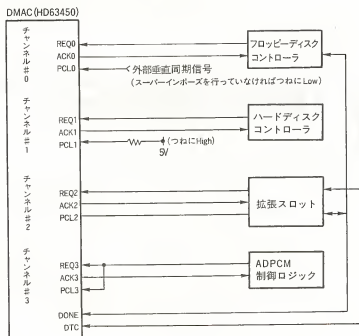 DMAC(HD63450)
チャンネル#0
REQ0
ACK0
PCL0
フロッピーディスク
コントローラ
外部垂直同期信号
(スーパーインポーズを行っていなければつねにLow)
チャンネル#1
REQ1
ACK1
PCL1
ハードディスク
コントローラ
(つねにHigh)
5V
チャンネル#2
REQ2
ACK2
PCL2
拡張スロット
チャンネル#3
REQ3
ACK3
PCL3
ADPCM
制御ロジック
DONE
DTC